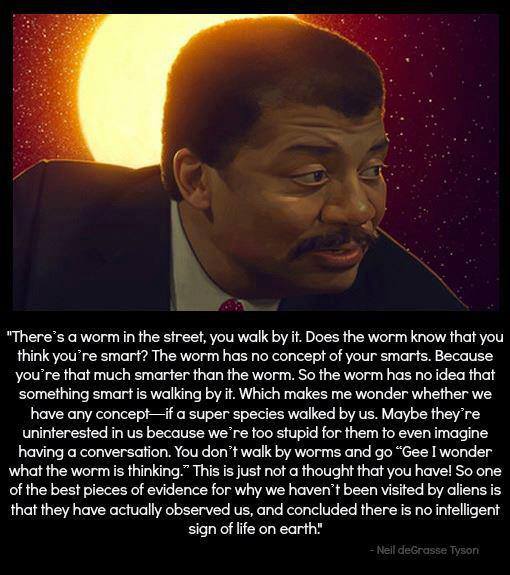 "There's a worm in the street, you walk by it. Does the worm know that you
think you're smart? The worm has no concept of your smarts. Because
you're that much smarter than the worm. So the worm has no idea that
something smart is walking by it. Which makes me wonder whether we
have any concept—if a super species walked by us. Maybe they're
uninterested in us because we're too stupid for them to even imagine
having a conversation. You don't walk by worms and go “Gee I wonder
what the worm is thinking.” This is just not a thought that you have! So one
of the best pieces of evidence for why we haven't been visited by aliens is
that they have actually observed us, and concluded there is no intelligent
sign of life on earth."
- Neil deGrasse Tyson